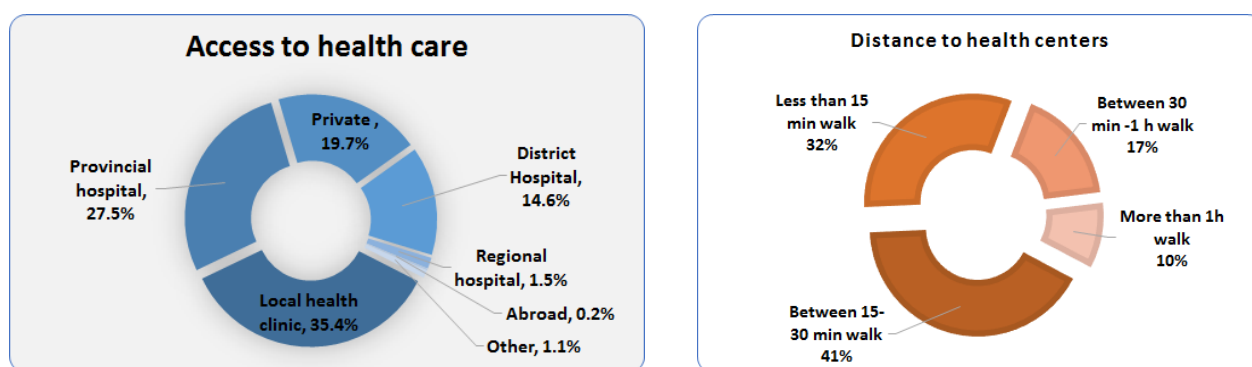 Access to health care
Private ,
19.7%
District
Hospital,
14.6%
Regional
hospital, 1.5%
Abroad, 0.2%
Other, 1.1%
Local health
clinic, 35.4%
Provincial
hospital,
27.5%
Distance to health centers
Less than 15
min walk
32%
Between 30
min -1 h walk
17%
More than 1h
walk
10%
Between 15-
30 min walk
41%